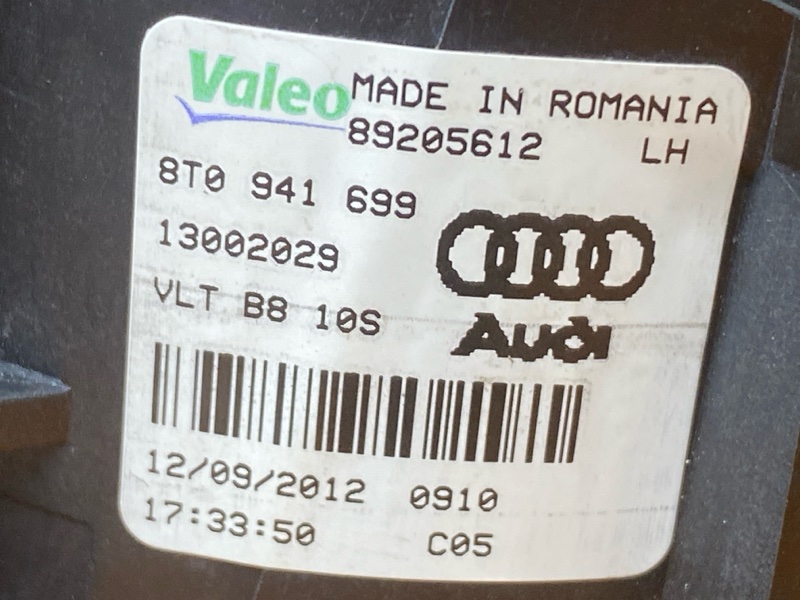 Valeo MADE IN ROMANIA
89205612 LH
8T0 941 699
13002029
VLT B8 10S
Audi
12/09/2012 0910
17:33:50 C05